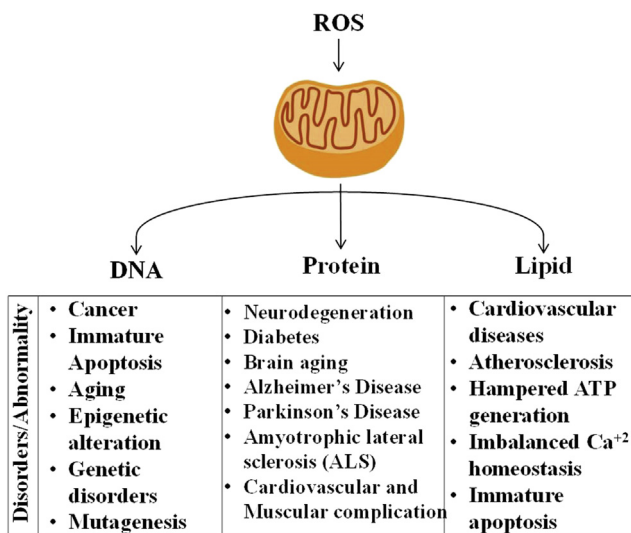 ROS
DNA
Protein
Lipid
Disorders/Abnormality
• Cancer
• Immature
Apoptosis
• Aging
• Epigenetic
alteration
• Genetic
disorders
• Mutagenesis
• Neurodegeneration
• Diabetes
• Brain aging
• Alzheimer's Disease
• Parkinson's Disease
• Amyotrophic lateral
sclerosis (ALS)
• Cardiovascular and
Muscular complication
• Cardiovascular
diseases
• Atherosclerosis
• Hampered ATP
generation
• Imbalanced Ca⁺²
homeostasis
• Immature
apoptosis